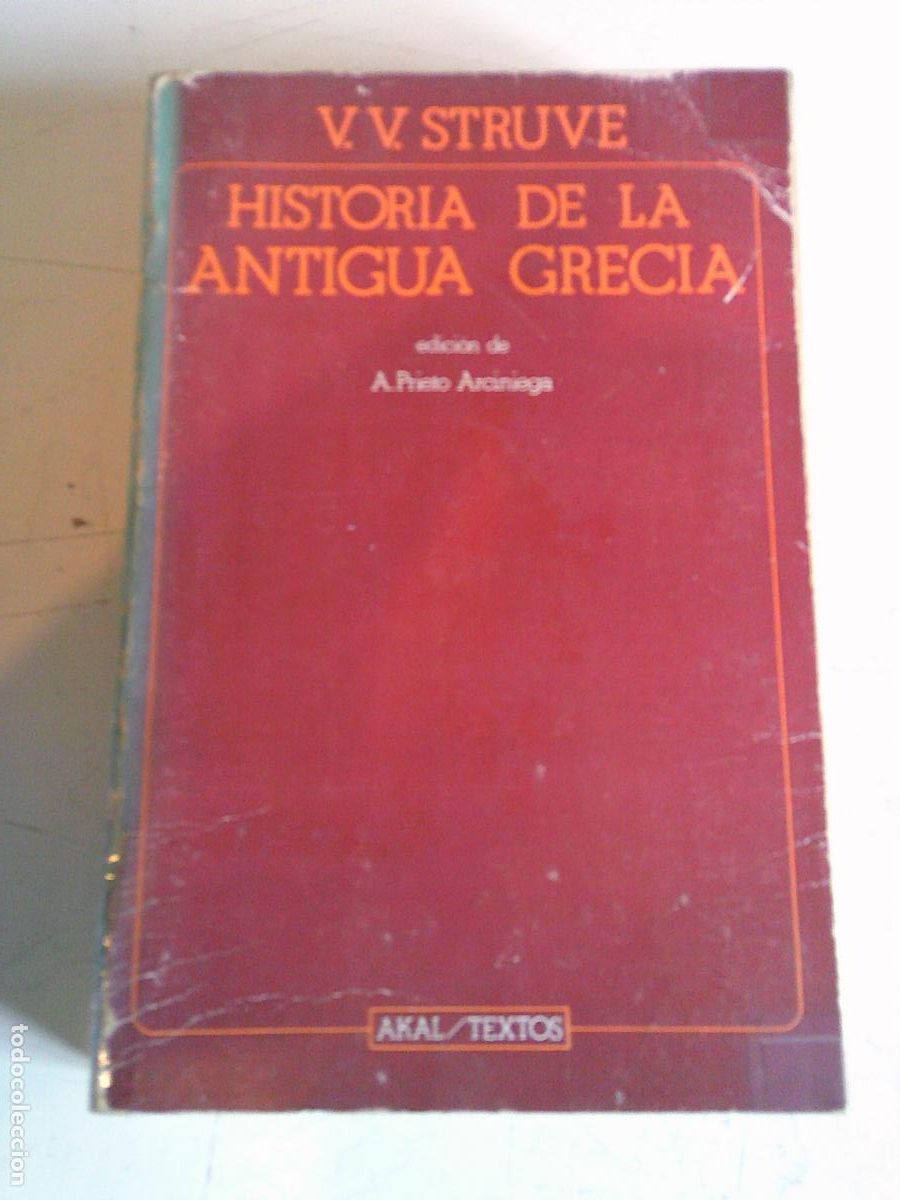 V. V. STRUVE
HISTORIA DE LA
ANTIGUA GRECIA
edición de
A. Prieto Arciniega
AKAL/TEXTOS
todocoleccion